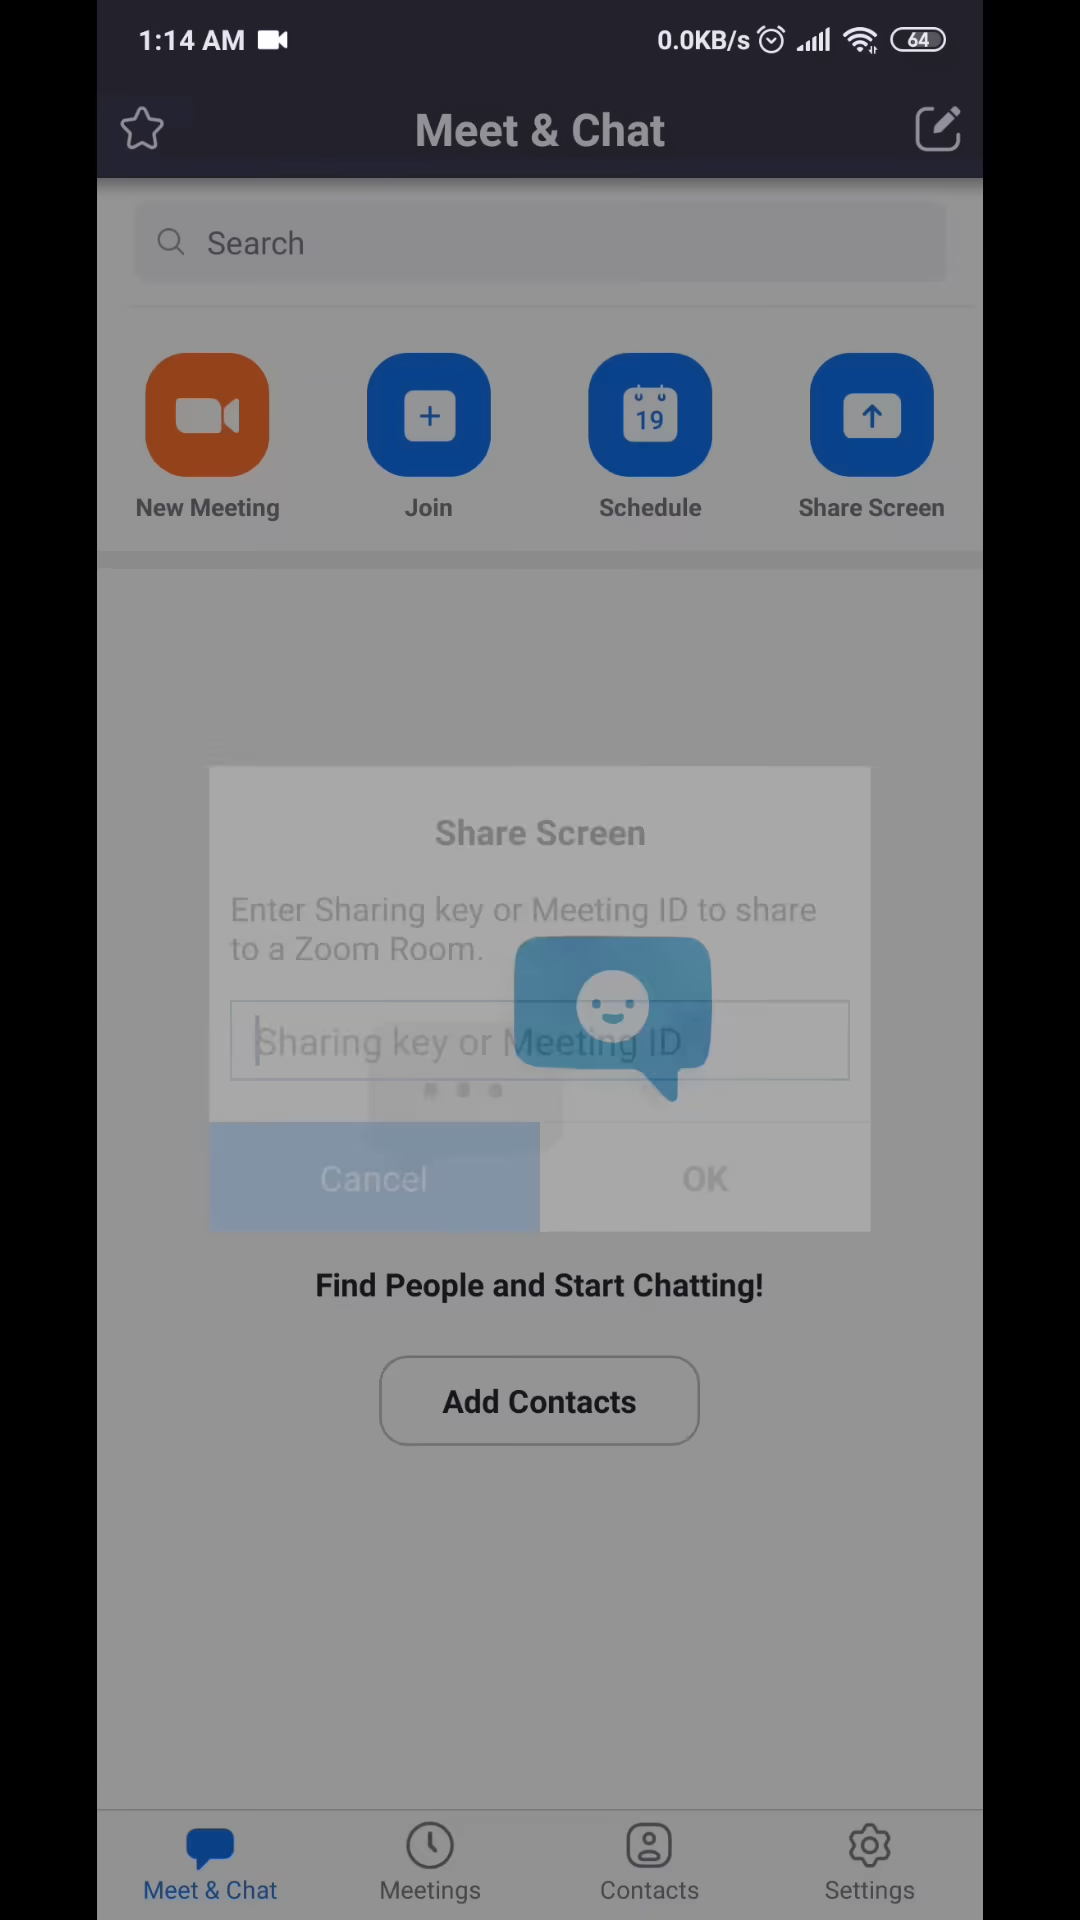 1:14 AM 0.0KB/s 64
Meet & Chat
Search
19
New Meeting Join Schedule Share Screen
Share Screen
Enter Sharing key or Meeting ID to share
to a Zoom Room.
Sharing key or Meeting ID
Cancel OK
Find People and Start Chatting!
Add Contacts
Meet & Chat Meetings Contacts Settings